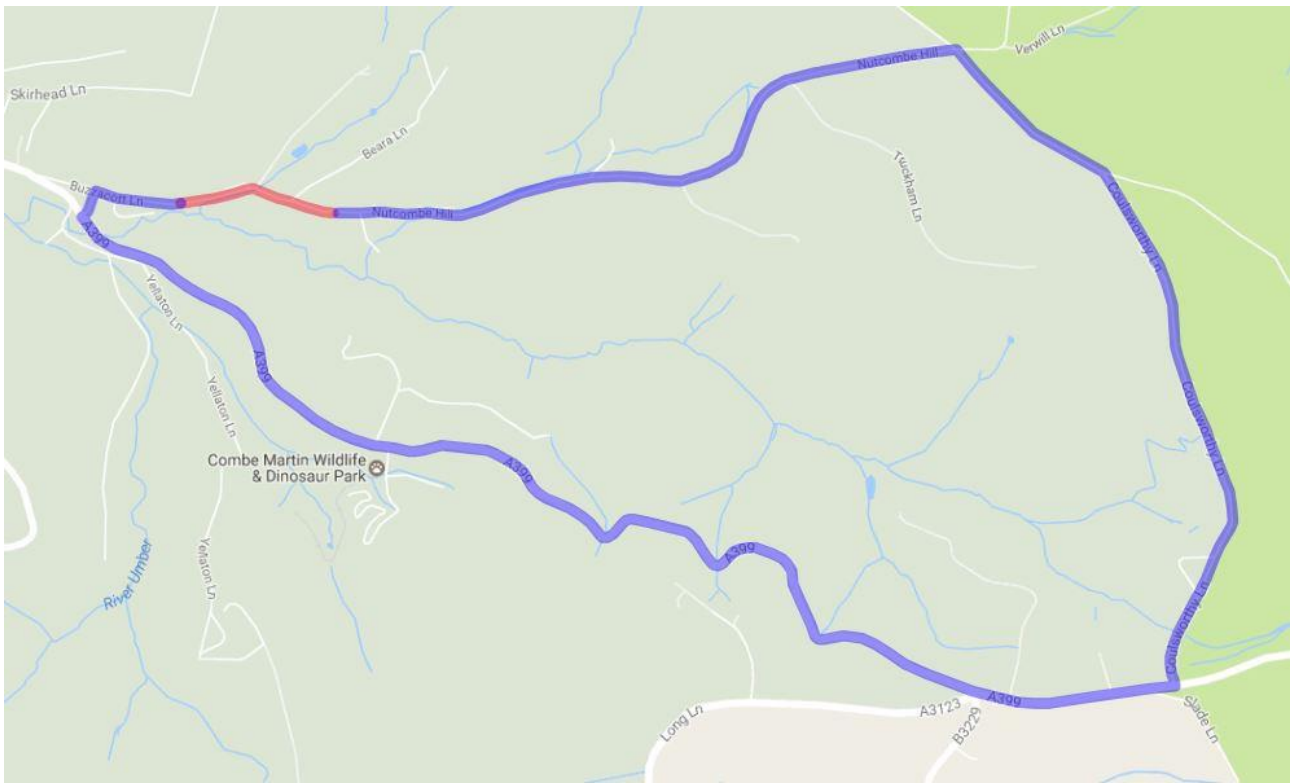 Nutcombe Hill
Verwill Ln
Skirhead Ln
Beara Ln
Tluckham Ln
Buzzacott Ln
Nutcombe Hill
A399
Coulsworthy Ln
Yellaton Ln
A399
Yellaton Ln
Coulsworthy Ln
Combe Martin Wildlife
& Dinosaur Park
A399
A399
Yellaton Ln
River Umber
Coulsworthy Ln
A399
A3123
Long Ln
B3229
Slade Ln